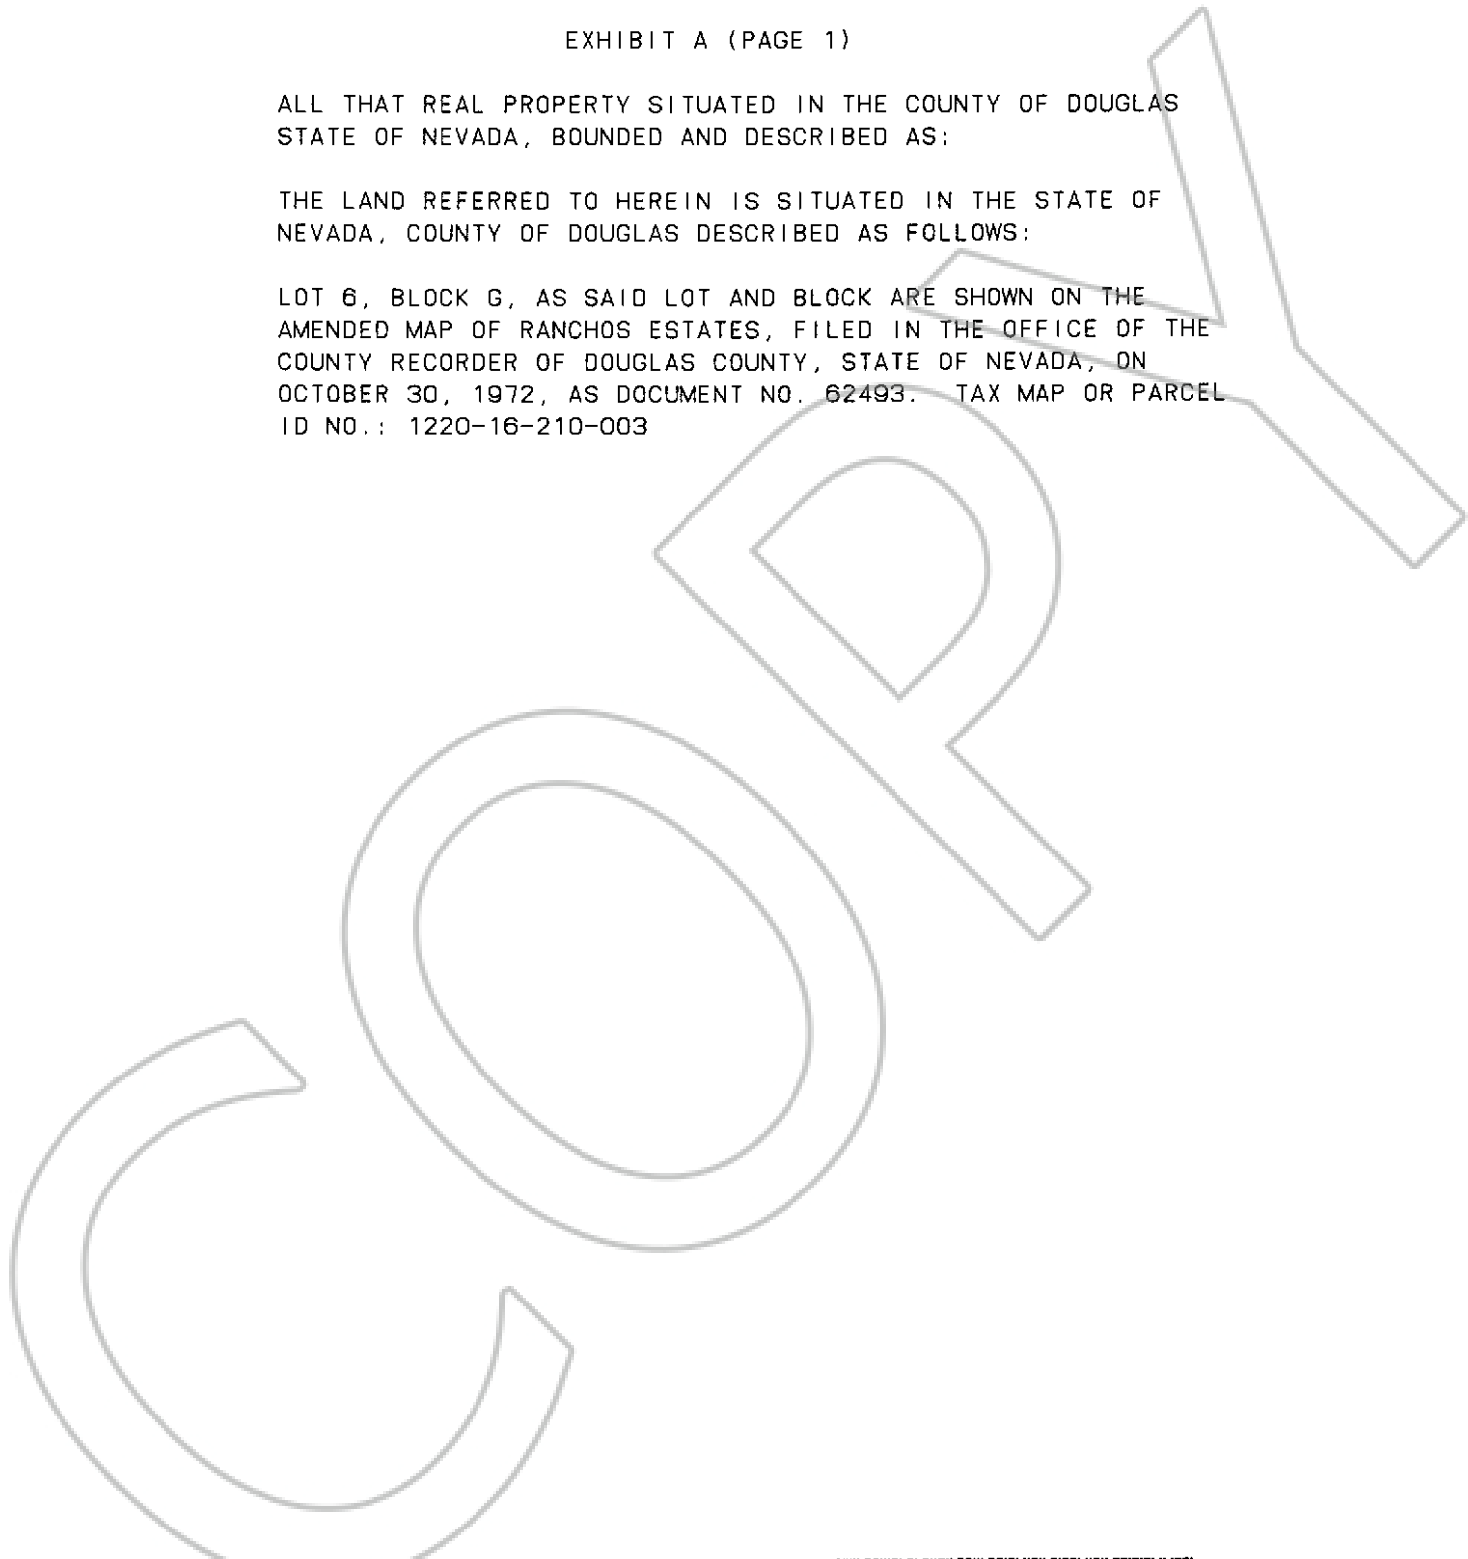 EXHIBIT A (PAGE 1)
ALL THAT REAL PROPERTY SITUATED IN THE COUNTY OF DOUGLAS
STATE OF NEVADA, BOUNDED AND DESCRIBED AS:
THE LAND REFERRED TO HEREIN IS SITUATED IN THE STATE OF
NEVADA, COUNTY OF DOUGLAS DESCRIBED AS FOLLOWS:
LOT 6, BLOCK G, AS SAID LOT AND BLOCK ARE SHOWN ON THE
AMENDED MAP OF RANCHOS ESTATES, FILED IN THE OFFICE OF THE
COUNTY RECORDER OF DOUGLAS COUNTY, STATE OF NEVADA, ON
OCTOBER 30, 1972, AS DOCUMENT NO. 62493. TAX MAP OR PARCEL
ID NO.: 1220-16-210-003
COPY